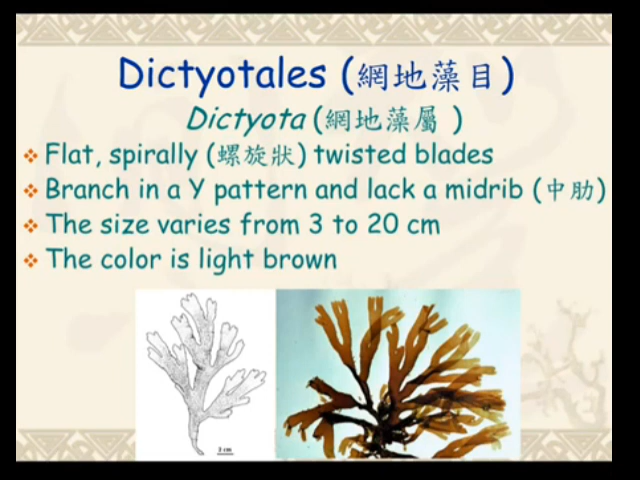 Dictyotales (網地藻目)
Dictyota (網地藻屬 )
Flat, spirally (螺旋狀) twisted blades
Branch in a Y pattern and lack a midrib (中肋)
The size varies from 3 to 20 cm
The color is light brown